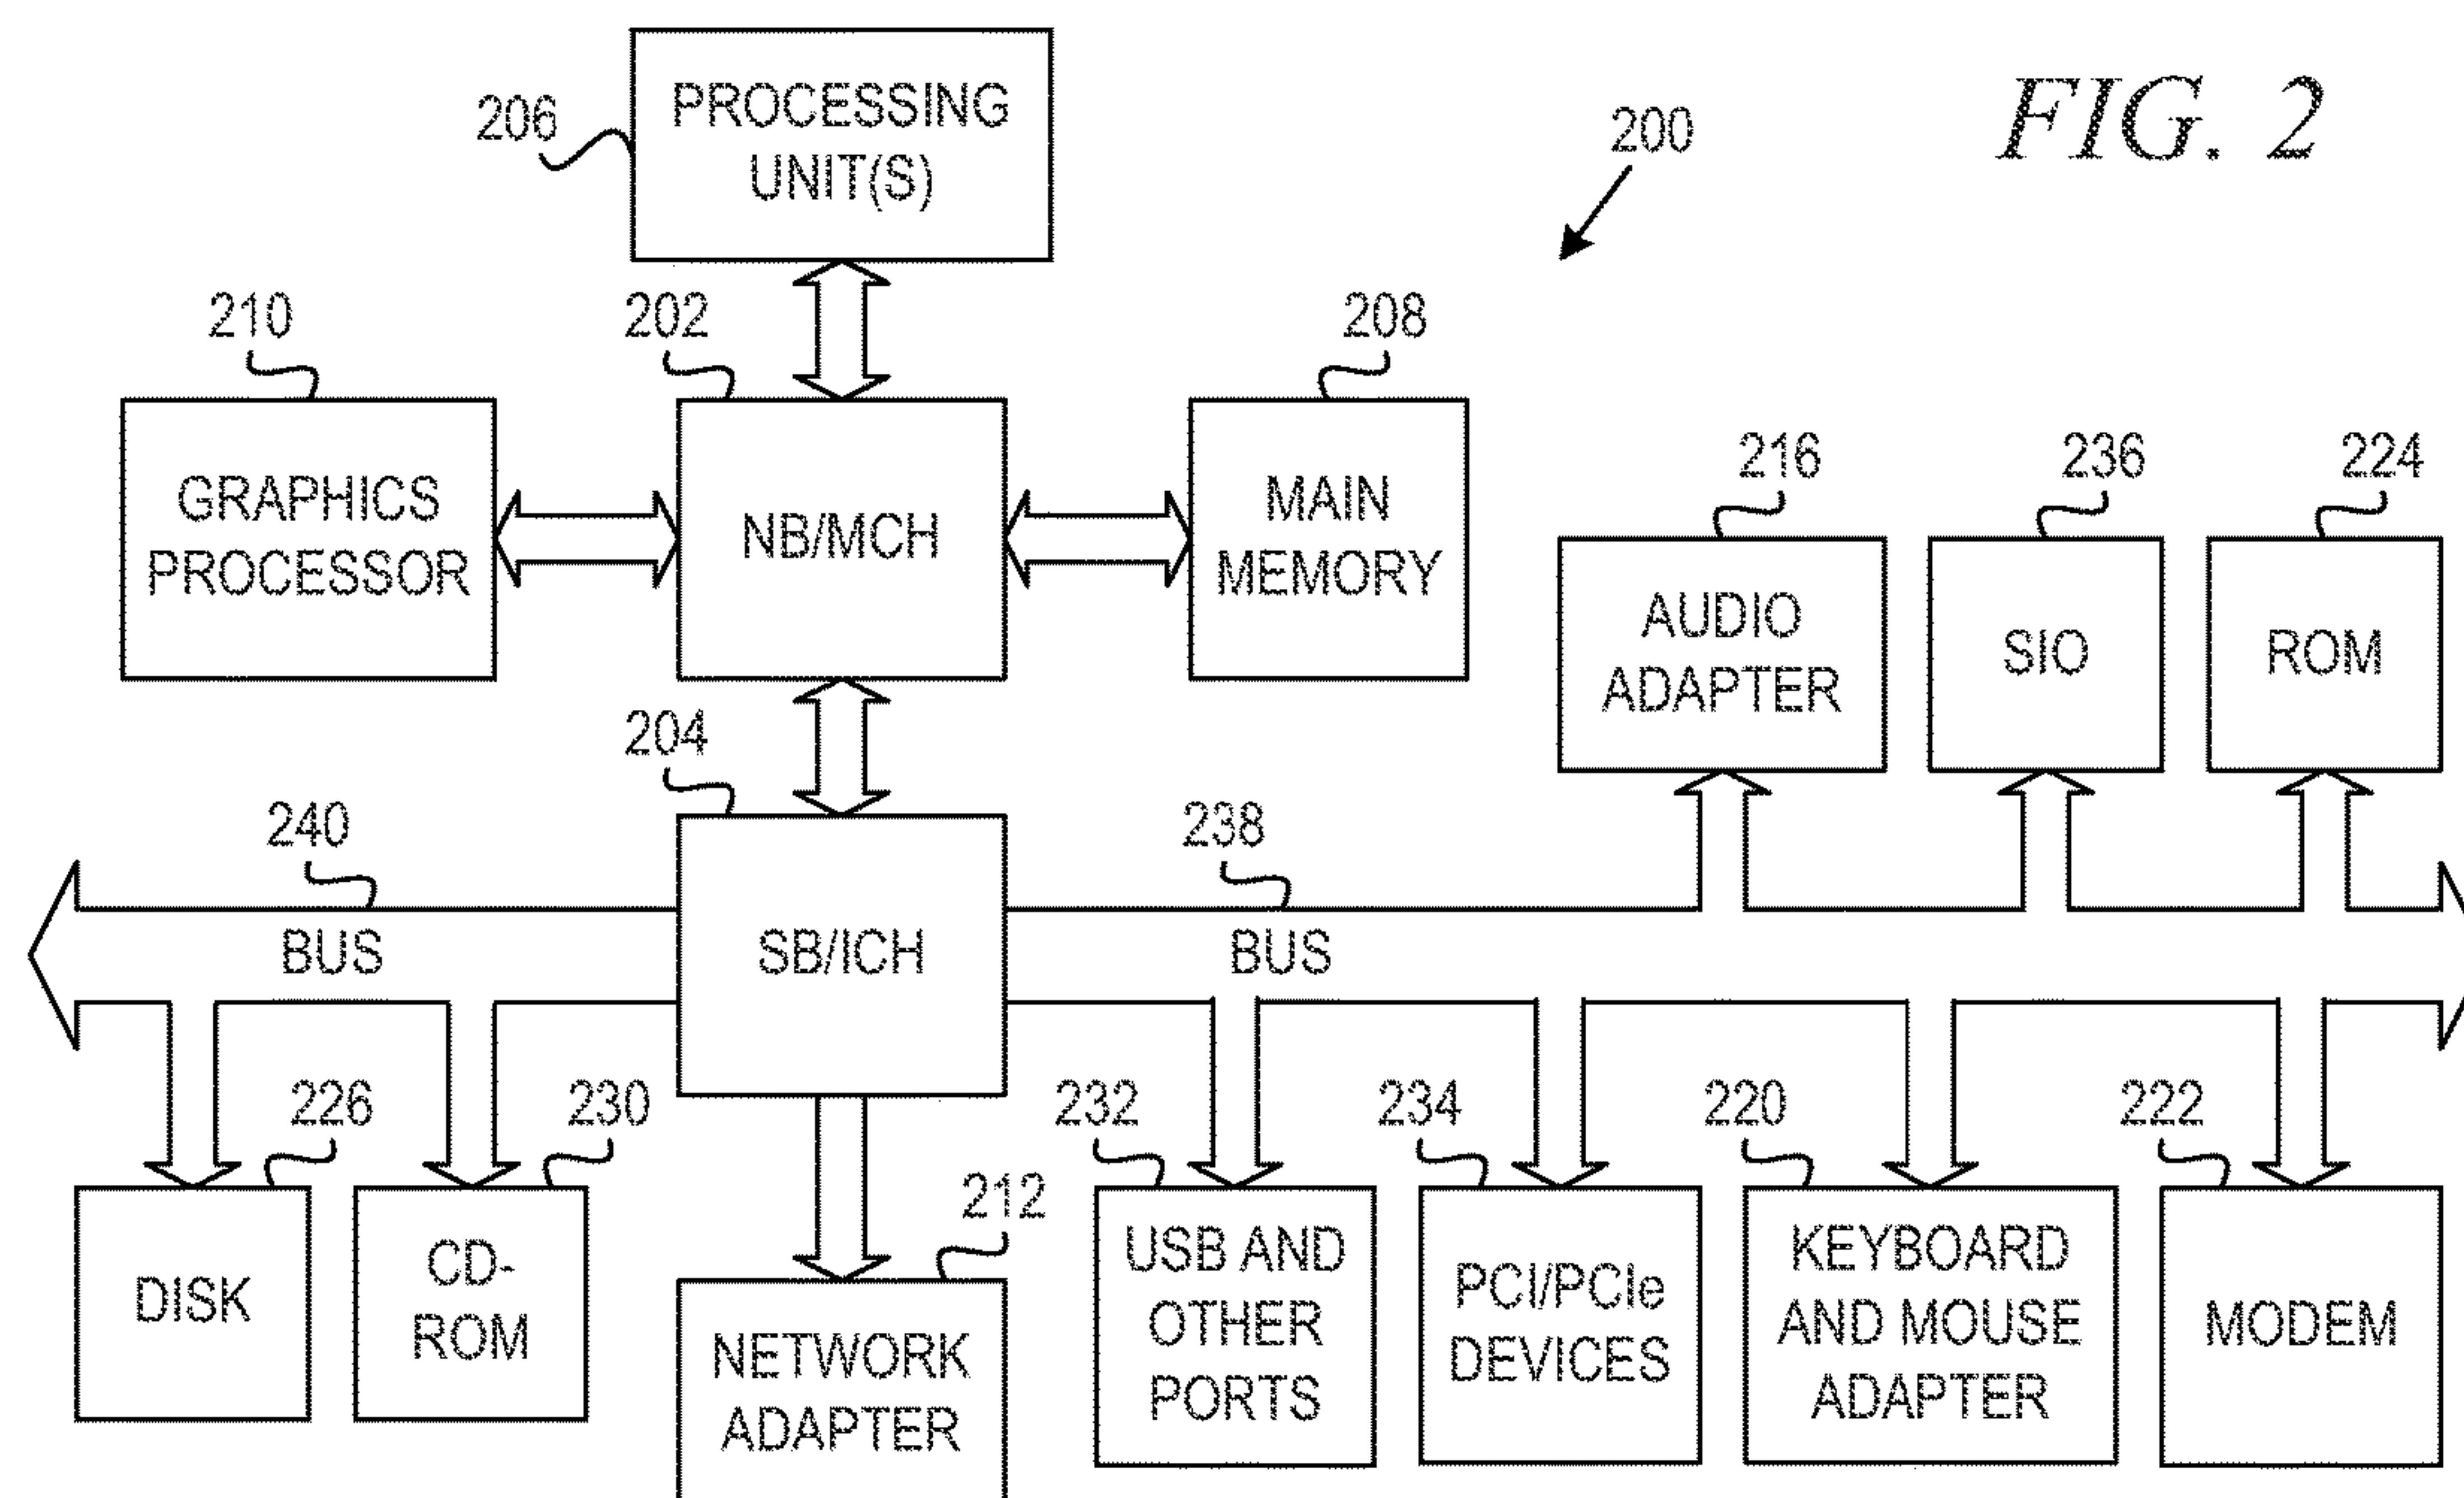 FIG. 2
200
206
PROCESSING
UNIT(S)
210
202
208
GRAPHICS
PROCESSOR
NB/MCH
MAIN
MEMORY
216
236
224
AUDIO
ADAPTER
SIO
ROM
204
240
238
BUS
SB/ICH
BUS
226
230
212
232
234
220
222
DISK
CD-
ROM
NETWORK
ADAPTER
USB AND
OTHER
PORTS
PCI/PCIe
DEVICES
KEYBOARD
AND MOUSE
ADAPTER
MODEM